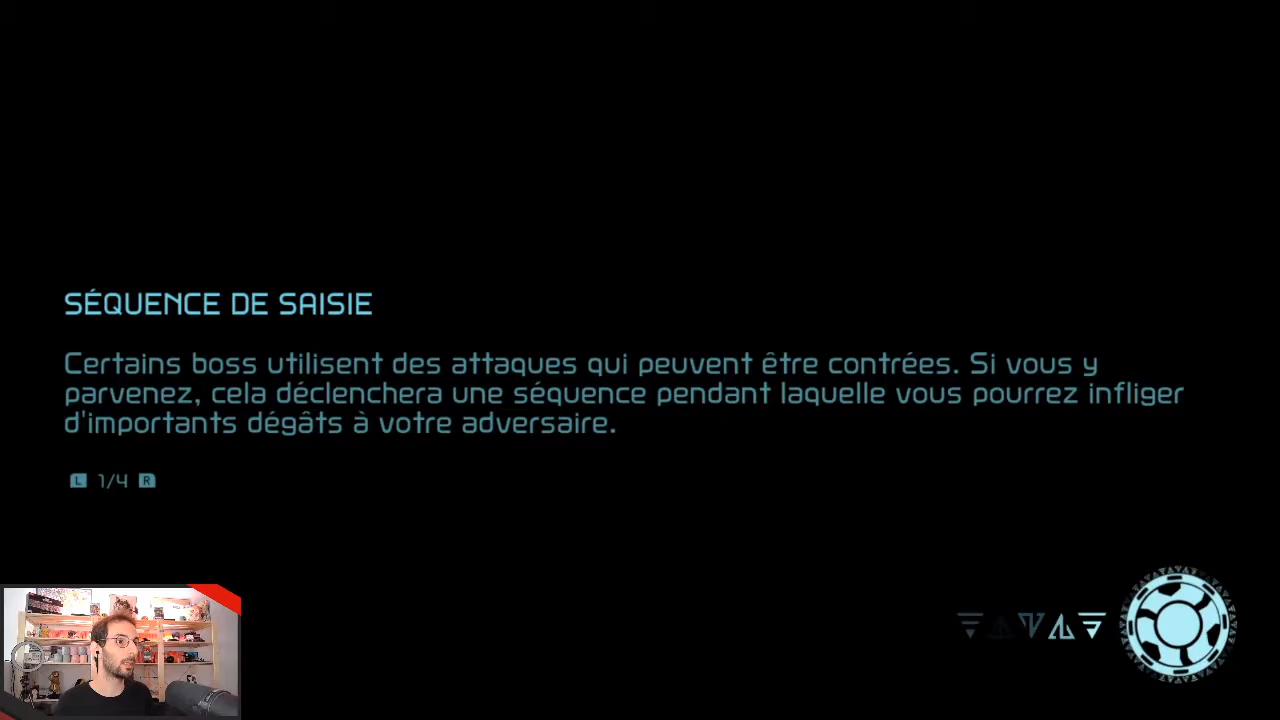 SÉQUENCE DE SAISIE
Certains boss utilisent des attaques qui peuvent être contrées. Si vous y
parvenez, cela déclenchera une séquence pendant laquelle vous pourrez infliger
d'importants dégâts à votre adversaire.
L 1/4 R